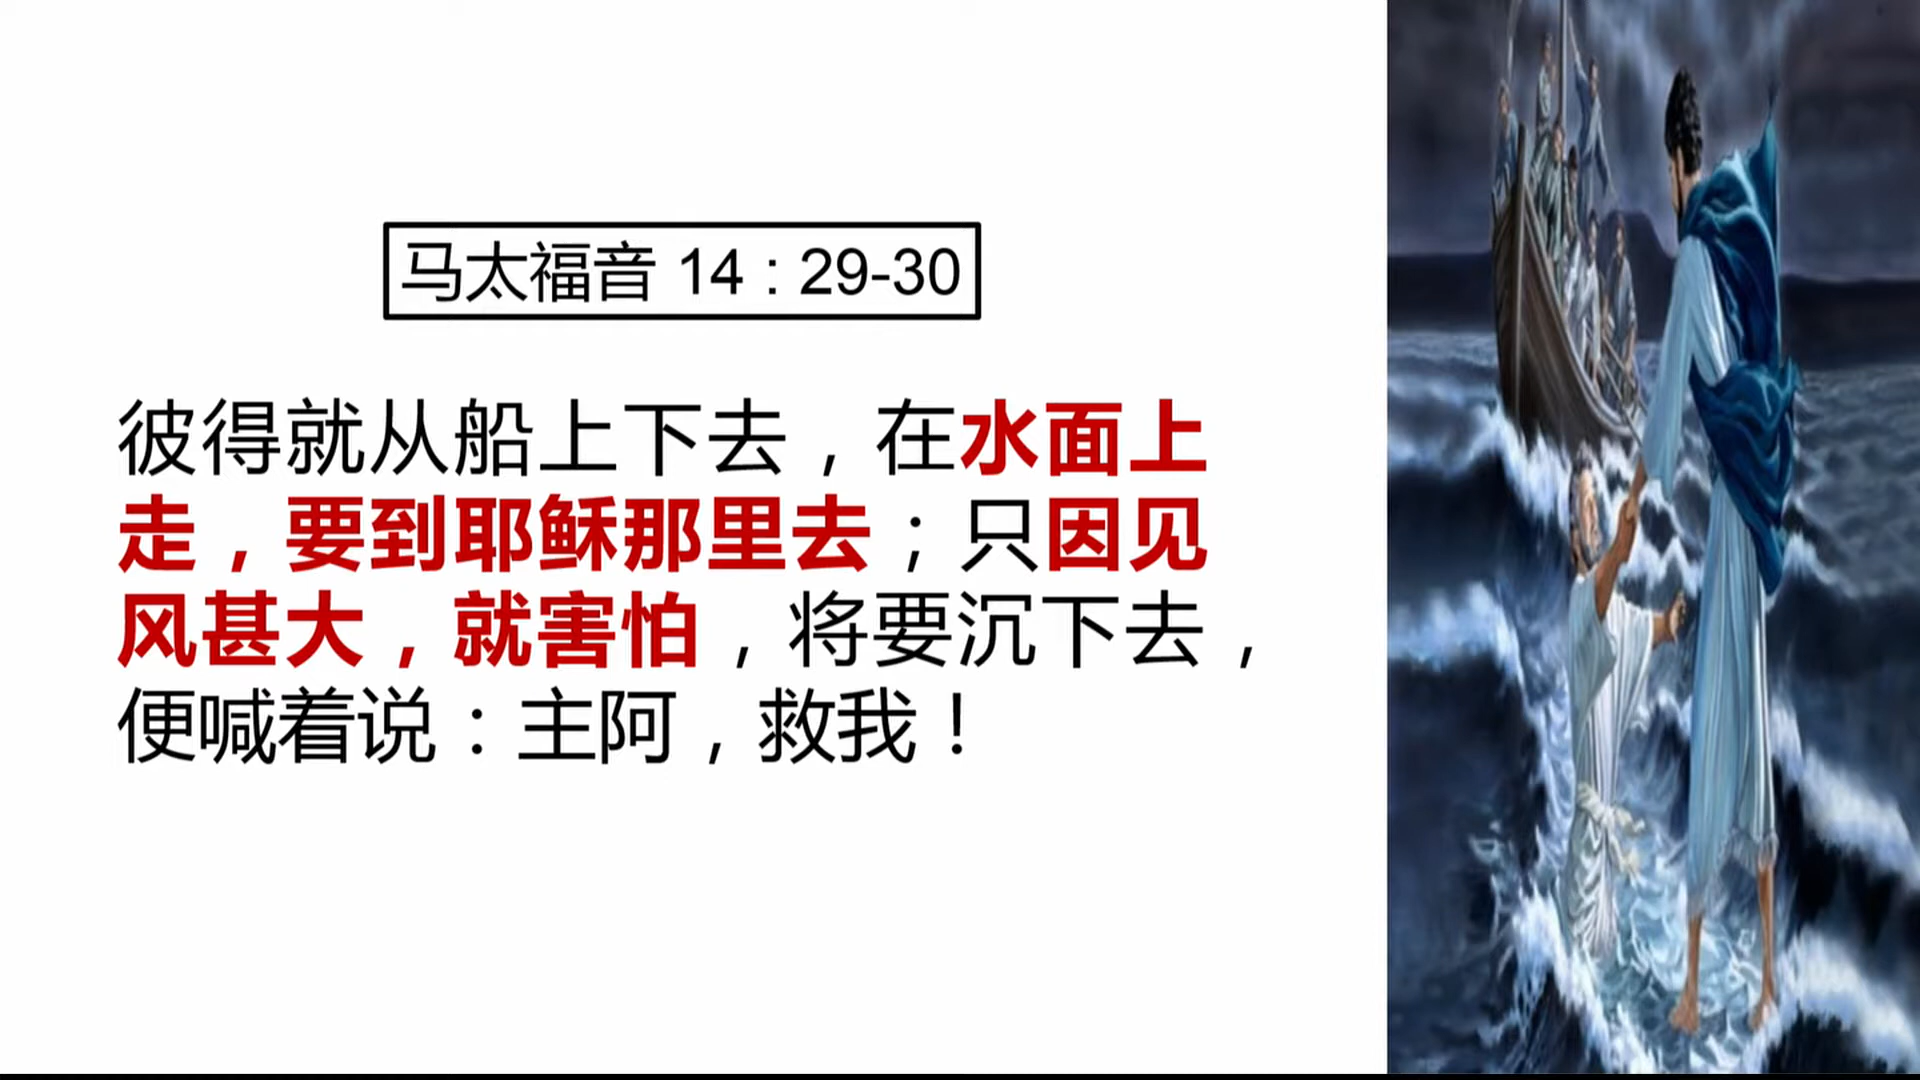 马太福音 14：29-30
彼得就从船上下去，在水面上
走，要到耶稣那里去；只因见
风甚大，就害怕，将要沉下去，
便喊着说：主阿，救我！